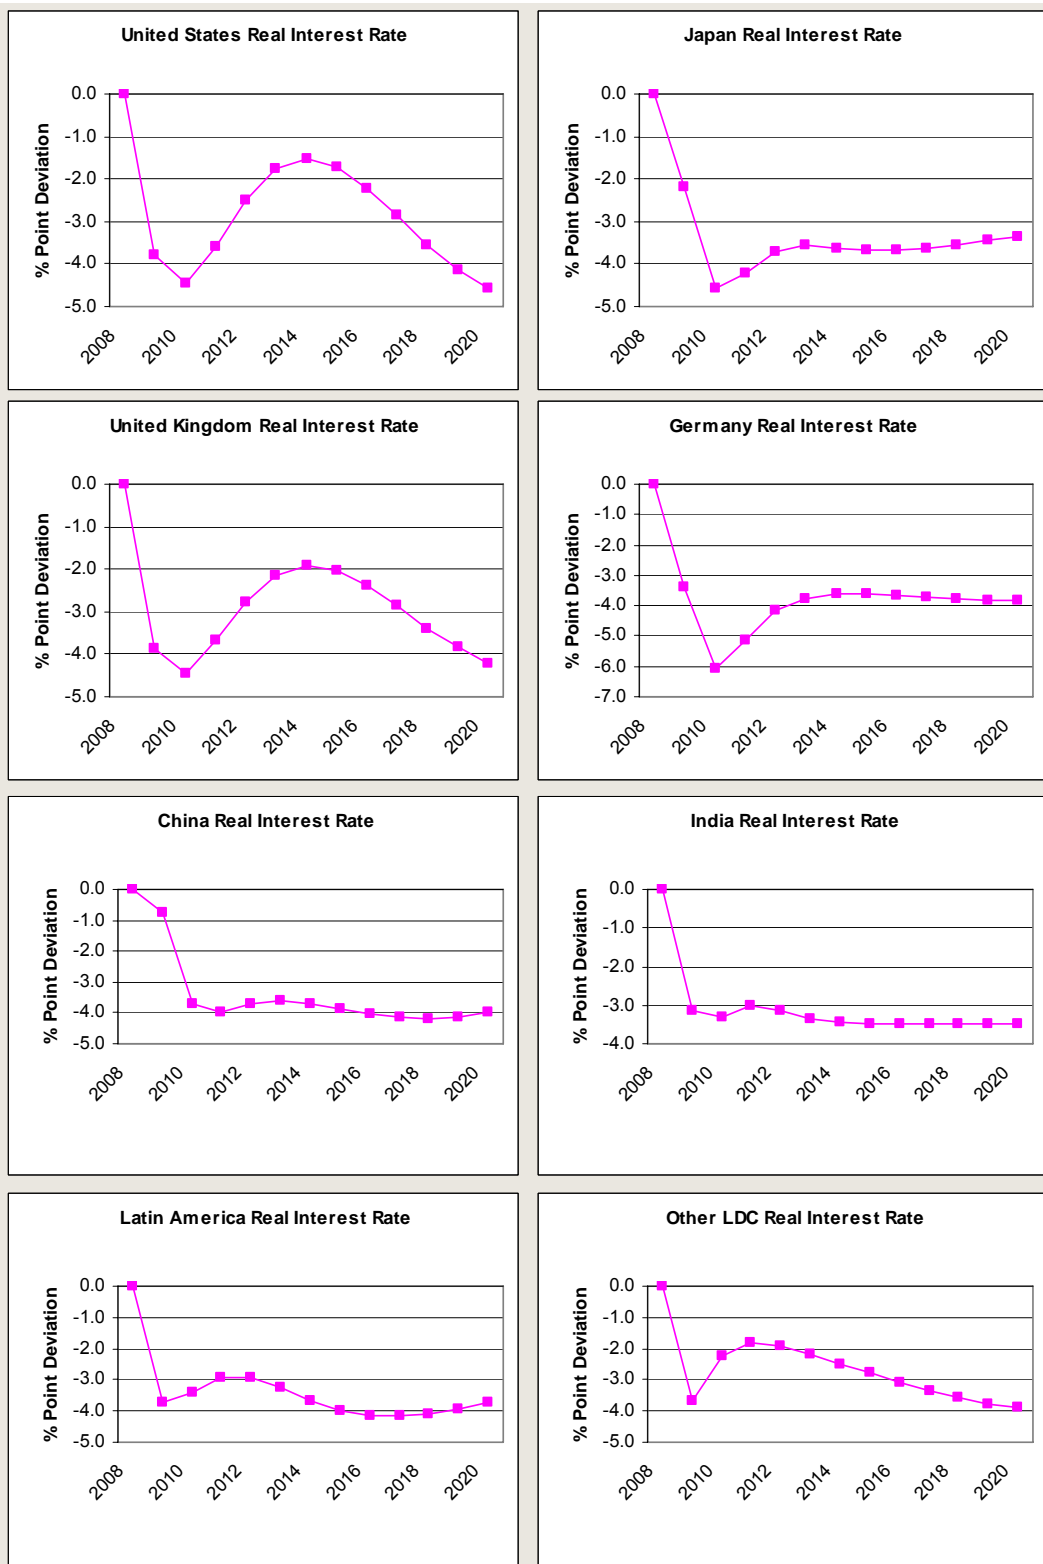 United States Real Interest Rate
% Point Deviation
0.0
-1.0
-2.0
-3.0
-4.0
-5.0
2008 2010 2012 2014 2016 2018 2020
Japan Real Interest Rate
% Point Deviation
0.0
-1.0
-2.0
-3.0
-4.0
-5.0
2008 2010 2012 2014 2016 2018 2020
United Kingdom Real Interest Rate
% Point Deviation
0.0
-1.0
-2.0
-3.0
-4.0
-5.0
2008 2010 2012 2014 2016 2018 2020
Germany Real Interest Rate
% Point Deviation
0.0
-1.0
-2.0
-3.0
-4.0
-5.0
-6.0
-7.0
2008 2010 2012 2014 2016 2018 2020
China Real Interest Rate
% Point Deviation
0.0
-1.0
-2.0
-3.0
-4.0
-5.0
2008 2010 2012 2014 2016 2018 2020
India Real Interest Rate
% Point Deviation
0.0
-1.0
-2.0
-3.0
-4.0
2008 2010 2012 2014 2016 2018 2020
Latin America Real Interest Rate
% Point Deviation
0.0
-1.0
-2.0
-3.0
-4.0
-5.0
2008 2010 2012 2014 2016 2018 2020
Other LDC Real Interest Rate
% Point Deviation
0.0
-1.0
-2.0
-3.0
-4.0
-5.0
2008 2010 2012 2014 2016 2018 2020